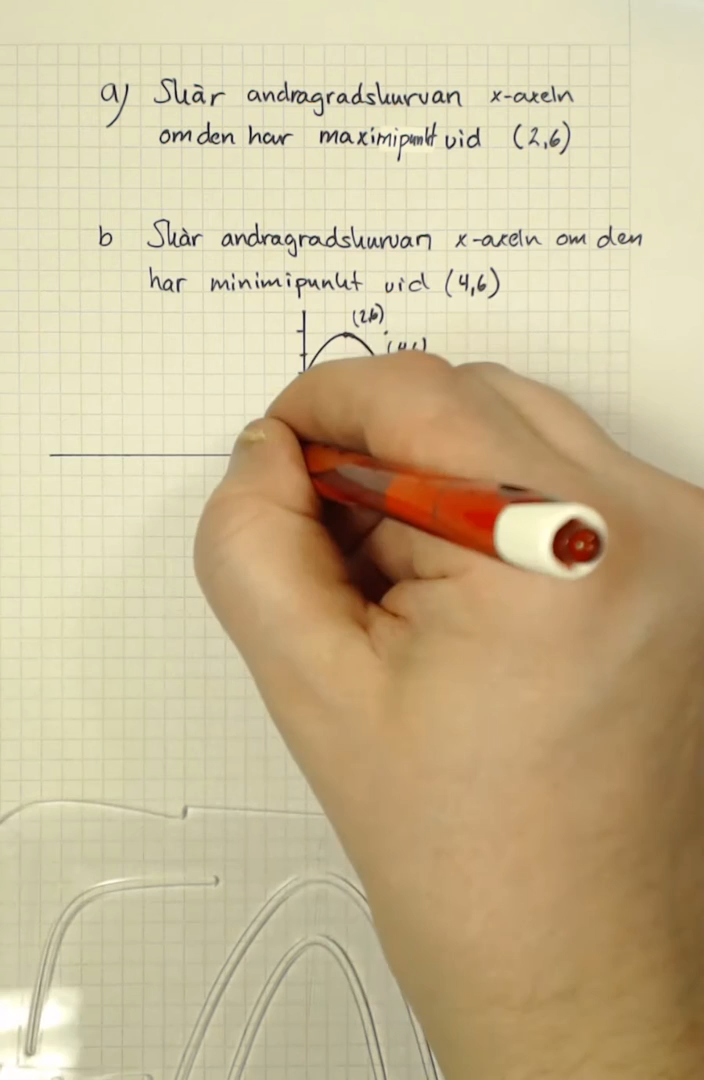 a) Skär andragradskurvan x-axeln
om den har maximipunkt vid (2,6)
b Skär andragradskurvan x-axeln om den
har minimipunkt vid (4,6)
(2,6)